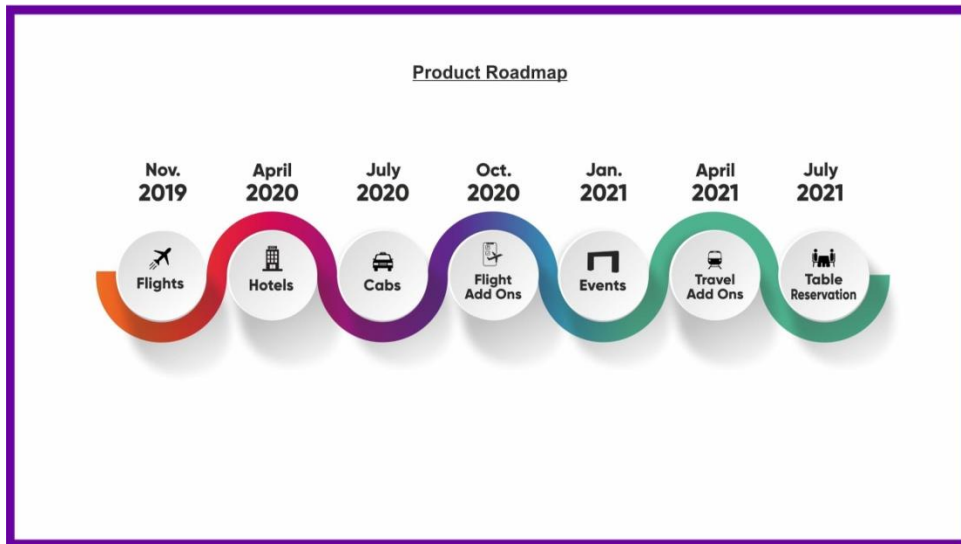 Product Roadmap
Nov.
2019
April
2020
July
2020
Oct.
2020
Jan.
2021
April
2021
July
2021
Flights
Hotels
Cabs
Flight
Add Ons
Events
Travel
Add Ons
Table
Reservation